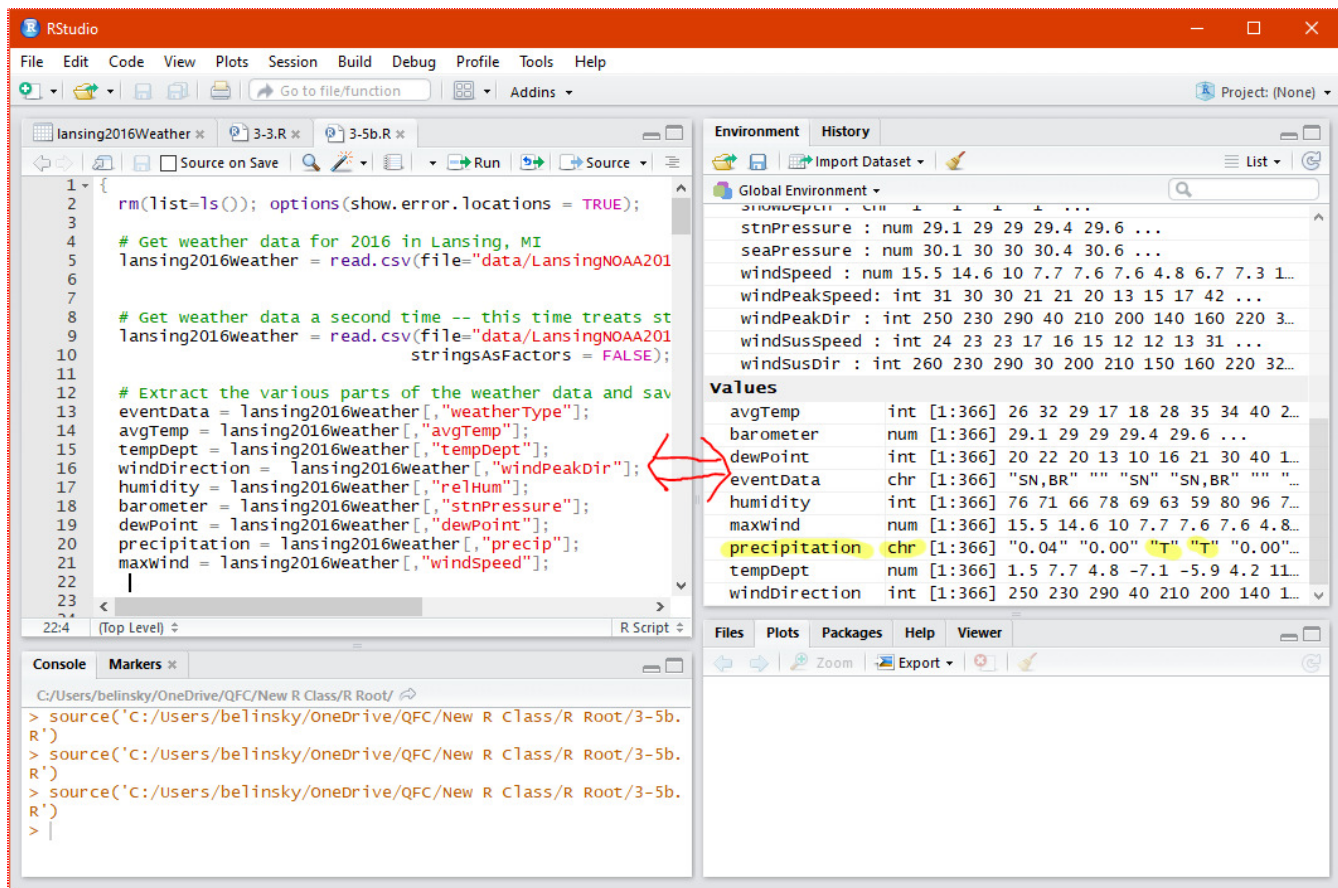 RStudio
File Edit Code View Plots Session Build Debug Profile Tools Help
Go to file/function Addins Project: (None)
lansing2016Weather 3-3.R 3-5b.R
Source on Save Run Source
1 {
2 rm(list=ls()); options(show.error.locations = TRUE);
3
4 # Get weather data for 2016 in Lansing, MI
5 lansing2016Weather = read.csv(file="data/LansingNOAA201
6
7
8 # Get weather data a second time -- this time treats st
9 lansing2016Weather = read.csv(file="data/LansingNOAA201
10 stringsAsFactors = FALSE);
11
12 # Extract the various parts of the weather data and sav
13 eventData = lansing2016Weather[,"weatherType"];
14 avgTemp = lansing2016Weather[,"avgTemp"];
15 tempDept = lansing2016Weather[,"tempDept"];
16 windDirection = lansing2016Weather[,"windPeakDir"];
17 humidity = lansing2016Weather[,"relHum"];
18 barometer = lansing2016Weather[,"stnPressure"];
19 dewPoint = lansing2016Weather[,"dewPoint"];
20 precipitation = lansing2016Weather[,"precip"];
21 maxWind = lansing2016Weather[,"windSpeed"];
22
23
22:4 (Top Level) R Script
Console Markers
C:/Users/belinsky/OneDrive/QFC/New R Class/R Root/
> source('C:/Users/belinsky/OneDrive/QFC/New R Class/R Root/3-5b.
R')
> source('C:/Users/belinsky/OneDrive/QFC/New R Class/R Root/3-5b.
R')
> source('C:/Users/belinsky/OneDrive/QFC/New R Class/R Root/3-5b.
R')
>
Environment History
Import Dataset List
Global Environment
stnPressure : num 29.1 29 29 29.4 29.6 ...
seaPressure : num 30.1 30 30 30.4 30.6 ...
windSpeed : num 15.5 14.6 10 7.7 7.6 7.6 4.8 6.7 7.3 1…
windPeakSpeed: int 31 30 30 21 21 20 13 15 17 42 ...
windPeakDir : int 250 230 290 40 210 200 140 160 220 3…
windSusSpeed : int 24 23 23 17 16 15 12 12 13 31 ...
windSusDir : int 260 230 290 30 200 210 150 160 220 32…
Values
avgTemp int [1:366] 26 32 29 17 18 28 35 34 40 2…
barometer num [1:366] 29.1 29 29 29.4 29.6 ...
dewPoint int [1:366] 20 22 20 13 10 16 21 30 40 1…
eventData chr [1:366] "SN,BR" "" "SN" "SN,BR" "" "…
humidity int [1:366] 76 71 66 78 69 63 59 80 96 7…
maxWind num [1:366] 15.5 14.6 10 7.7 7.6 7.6 4.8…
precipitation chr [1:366] "0.04" "0.00" "T" "T" "0.00"…
tempDept num [1:366] 1.5 7.7 4.8 -7.1 -5.9 4.2 11…
windDirection int [1:366] 250 230 290 40 210 200 140 1…
Files Plots Packages Help Viewer
Zoom Export